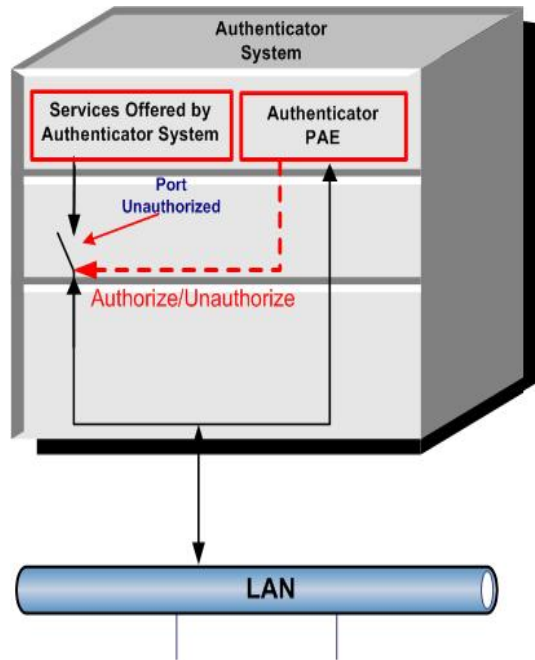 Authenticator
System
Services Offered by
Authenticator System
Authenticator
PAE
Port
Unauthorized
Authorize/Unauthorize
LAN